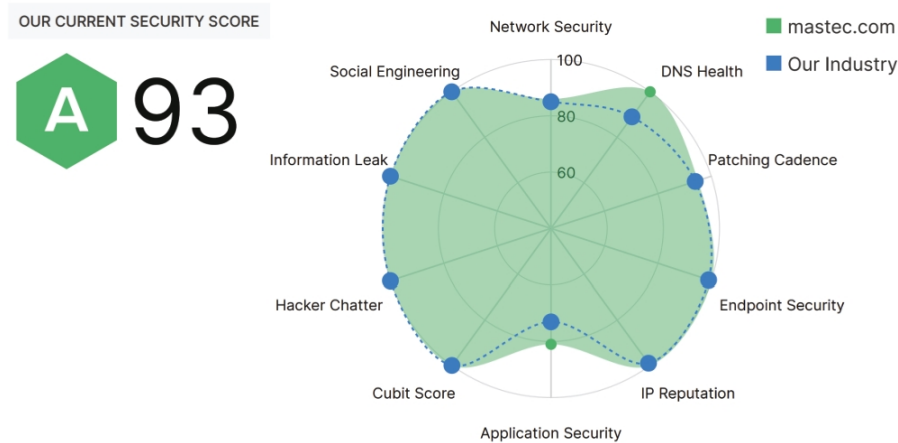 OUR CURRENT SECURITY SCORE
A 93
mastec.com
Our Industry
Network Security
100
DNS Health
Social Engineering
80
Information Leak
Patching Cadence
60
Hacker Chatter
Endpoint Security
Cubit Score
IP Reputation
Application Security